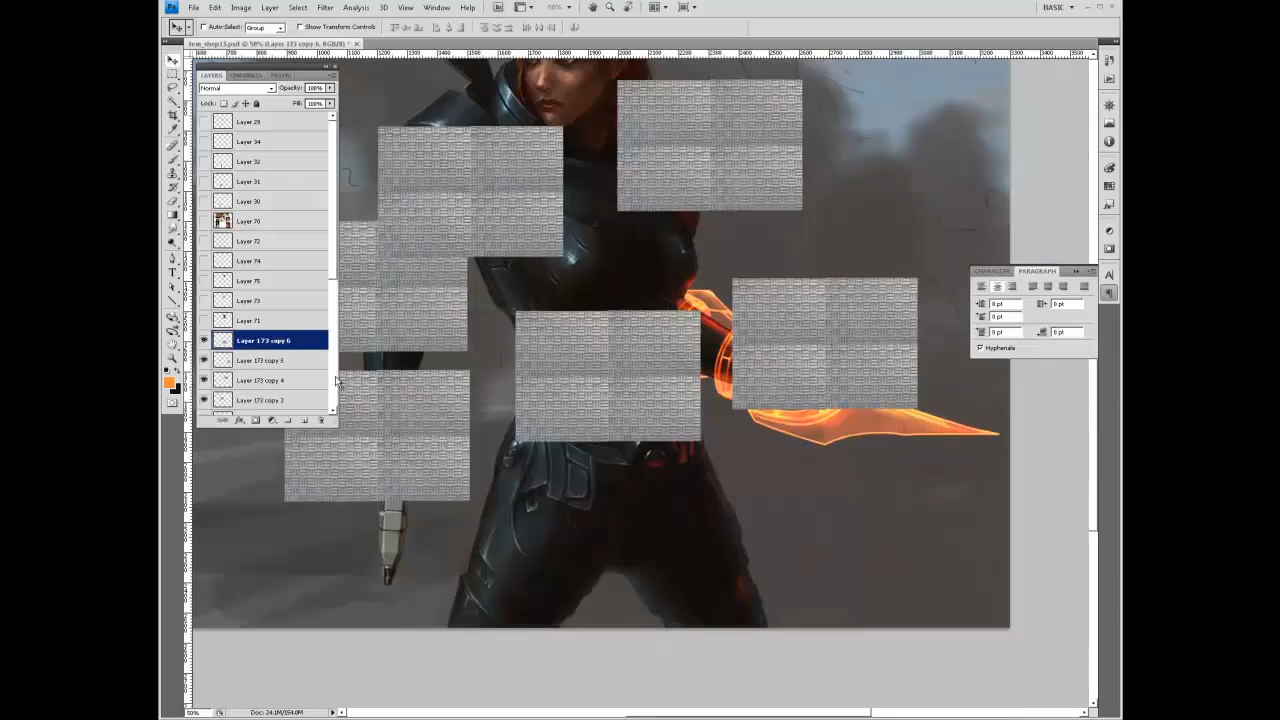 File Edit Image Layer Select Filter Analysis 3D View Window Help 50% BASIC
Auto-Select: Group Show Transform Controls
fem_shep13.psd @ 50% (Layer 173 copy 6, RGB/8) *
LAYERS CHANNELS PATHS
Normal Opacity: 100%
Lock: Fill: 100%
Layer 29
Layer 34
Layer 32
Layer 31
Layer 30
Layer 70
Layer 72
Layer 74
Layer 75
Layer 73
Layer 71
Layer 173 copy 6
Layer 173 copy 5
Layer 173 copy 4
Layer 173 copy 3
CHARACTER PARAGRAPH
0 pt 0 pt
0 pt
0 pt 0 pt
Hyphenate
50% Doc: 24.1M/154.0M